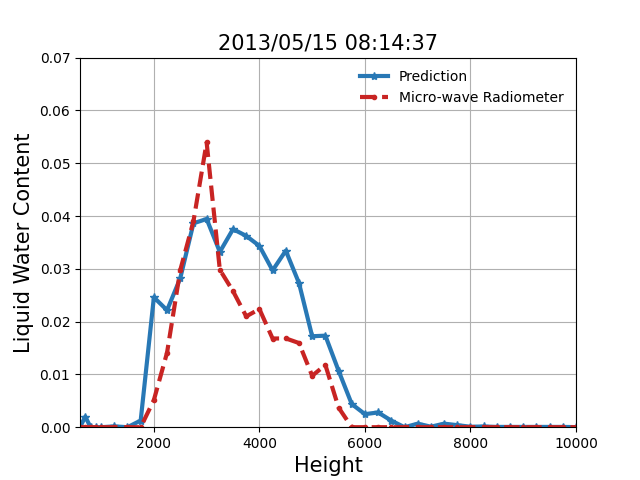 2013/05/15 08:14:37
0.07
0.06
0.05
0.04
0.03
0.02
0.01
0.00
Liquid Water Content
Prediction
Micro-wave Radiometer
2000 4000 6000 8000 10000
Height